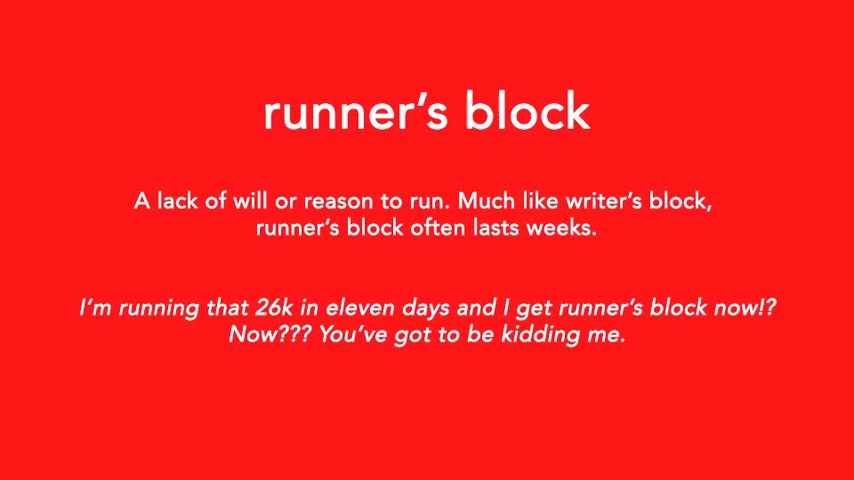 runner’s block
A lack of will or reason to run. Much like writer’s block,
runner’s block often lasts weeks.
I’m running that 26k in eleven days and I get runner’s block now!?
Now??? You’ve got to be kidding me.